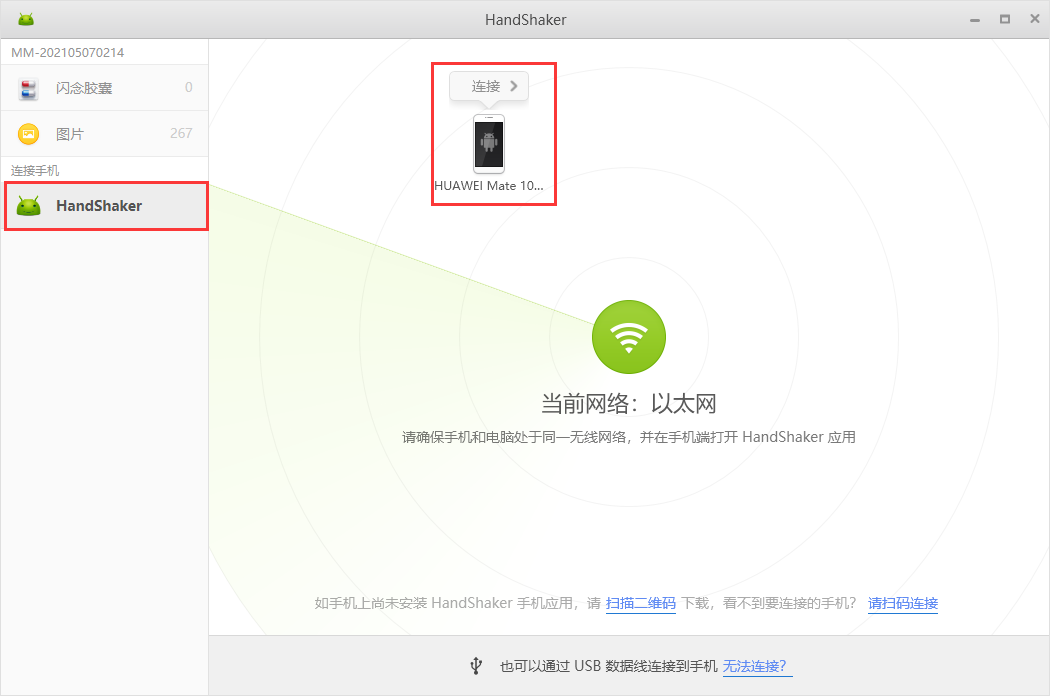 HandShaker
MM-202105070214
闪念胶囊 0
图片 267
连接手机
HandShaker
连接
HUAWEI Mate 10...
当前网络：以太网
请确保手机和电脑处于同一无线网络，并在手机端打开 HandShaker 应用
如手机上尚未安装 HandShaker 手机应用，请 扫描二维码 下载，看不到要连接的手机？ 请扫码连接
也可以通过 USB 数据线连接到手机 无法连接？